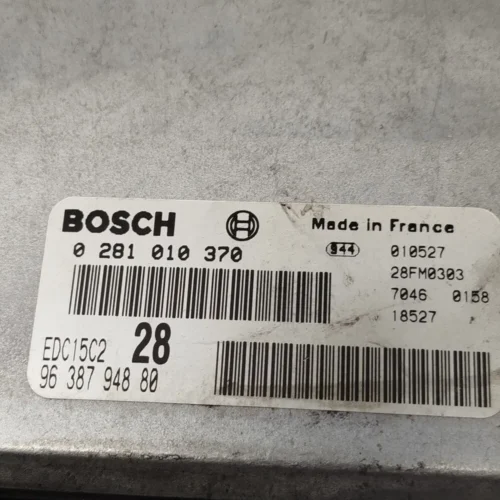 BOSCH
0 281 010 370
EDC15C2 28
96 387 948 80
Made in France
S44 010527
28FM0303
7046 0158
18527